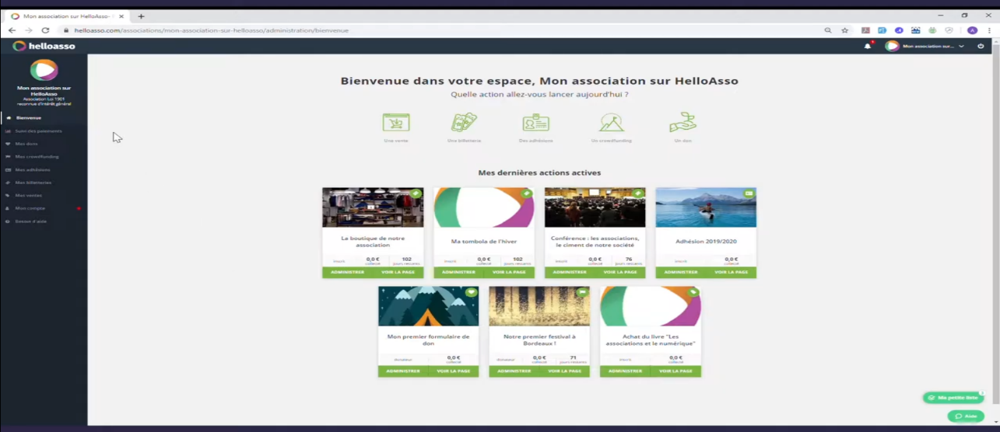 Mon association sur HelloAsso-
helloasso.com/associations/mon-association-sur-helloasso/administration/bienvenue
helloasso
Mon association sur...
Mon association sur
HelloAsso
Association Loi 1901
reconnue d'intérêt général
Bienvenue
Suivi des paiements
Mes dons
Mes crowdfunding
Mes adhésions
Mes billetteries
Mes ventes
Mon compte
Besoin d'aide
Bienvenue dans votre espace, Mon association sur HelloAsso
Quelle action allez-vous lancer aujourd'hui ?
Une vente
Une billetterie
Des adhésions
Un crowdfunding
Un don
Mes dernières actions actives
La boutique de notre
association
inscrit 0,0 € collecté 102 jours restants
ADMINISTRER VOIR LA PAGE
Ma tombola de l'hiver
inscrit 0,0 € collecté 102 jours restants
ADMINISTRER VOIR LA PAGE
Conférence : les associations,
le ciment de notre société
inscrit 0,0 € collecté 76 jours restants
ADMINISTRER VOIR LA PAGE
Adhésion 2019/2020
inscrit 0,0 € collecté
ADMINISTRER VOIR LA PAGE
Mon premier formulaire de
don
donateur 0,0 € collecté
ADMINISTRER VOIR LA PAGE
Notre premier festival à
Bordeaux !
donateur 0,0 € collecté 71 jours restants
ADMINISTRER VOIR LA PAGE
Achat du livre "Les
associations et le numérique"
inscrit 0,0 € collecté
ADMINISTRER VOIR LA PAGE
Ma petite liste
Aide